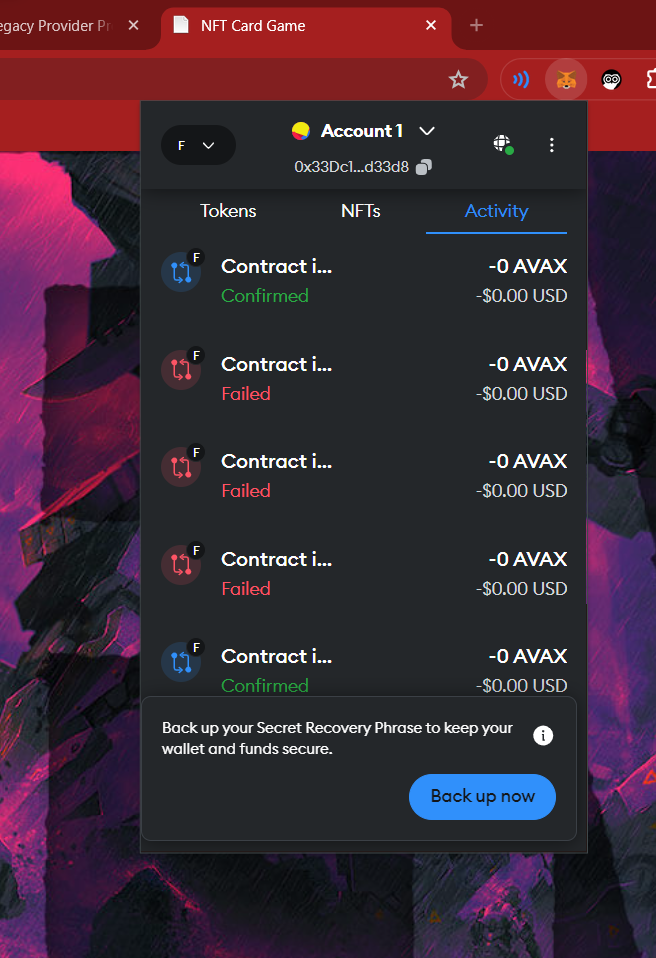 egacy Provider Pr
NFT Card Game
F
Account 1
0x33Dc1...d33d8
Tokens
NFTs
Activity
F
Contract i...
-0 AVAX
Confirmed
-$0.00 USD
F
Contract i...
-0 AVAX
Failed
-$0.00 USD
F
Contract i...
-0 AVAX
Failed
-$0.00 USD
F
Contract i...
-0 AVAX
Failed
-$0.00 USD
F
Contract i...
-0 AVAX
Confirmed
-$0.00 USD
Back up your Secret Recovery Phrase to keep your
wallet and funds secure.
Back up now